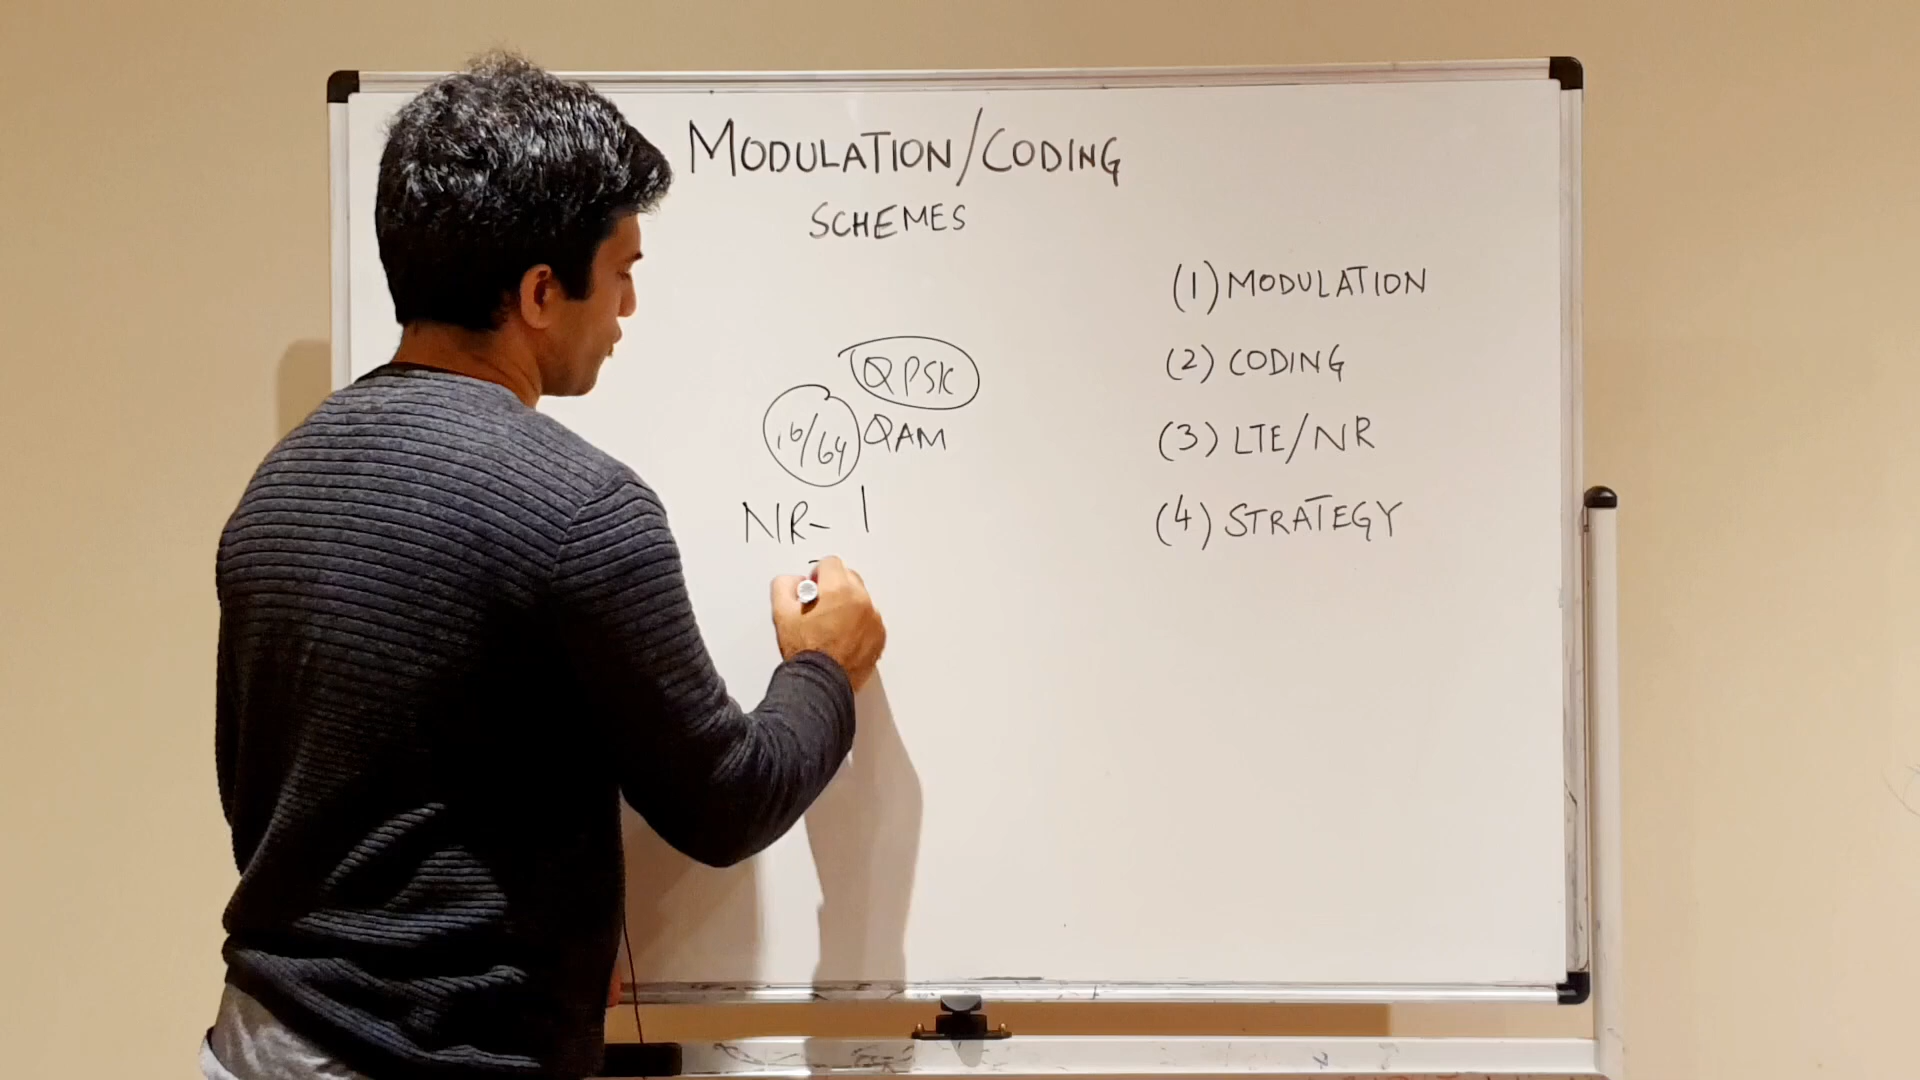 MODULATION/CODING
SCHEMES
QPSK
16/64 QAM
NR- 1
(1) MODULATION
(2) CODING
(3) LTE/NR
(4) STRATEGY